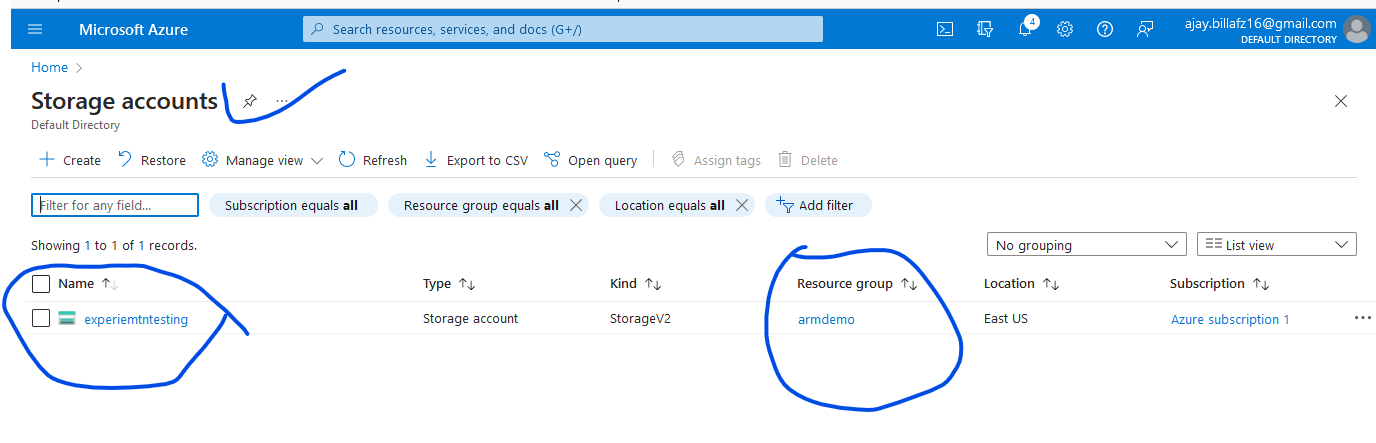 Microsoft Azure
Search resources, services, and docs (G+/)
4
ajay.billafz16@gmail.com
DEFAULT DIRECTORY
Home >
Storage accounts ...
Default Directory
+ Create Restore Manage view Refresh Export to CSV Open query Assign tags Delete
Filter for any field... Subscription equals all Resource group equals all Location equals all Add filter
Showing 1 to 1 of 1 records. No grouping List view
Name Type Kind Resource group Location Subscription
experiemtntesting Storage account StorageV2 armdemo East US Azure subscription 1 ...